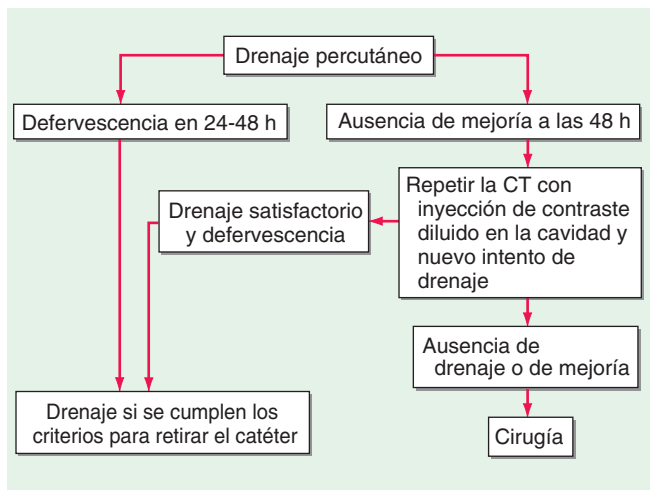 Drenaje percutáneo
Defervescencia en 24-48 h
Ausencia de mejoría a las 48 h
Drenaje satisfactorio
y defervescencia
Repetir la CT con
inyección de contraste
diluido en la cavidad y
nuevo intento de
drenaje
Ausencia de
drenaje o de mejoría
Drenaje si se cumplen los
criterios para retirar el catéter
Cirugía